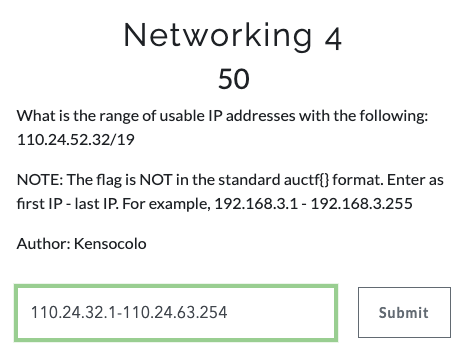 Networking 4
50
What is the range of usable IP addresses with the following:
110.24.52.32/19
NOTE: The flag is NOT in the standard auctf{} format. Enter as
first IP - last IP. For example, 192.168.3.1 - 192.168.3.255
Author: Kensocolo
110.24.32.1-110.24.63.254
Submit